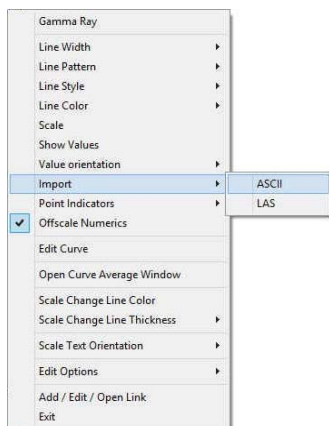 Gamma Ray
Line Width
Line Pattern
Line Style
Line Color
Scale
Show Values
Value orientation
Import
ASCII
LAS
Point Indicators
Offscale Numerics
Edit Curve
Open Curve Average Window
Scale Change Line Color
Scale Change Line Thickness
Scale Text Orientation
Edit Options
Add / Edit / Open Link
Exit